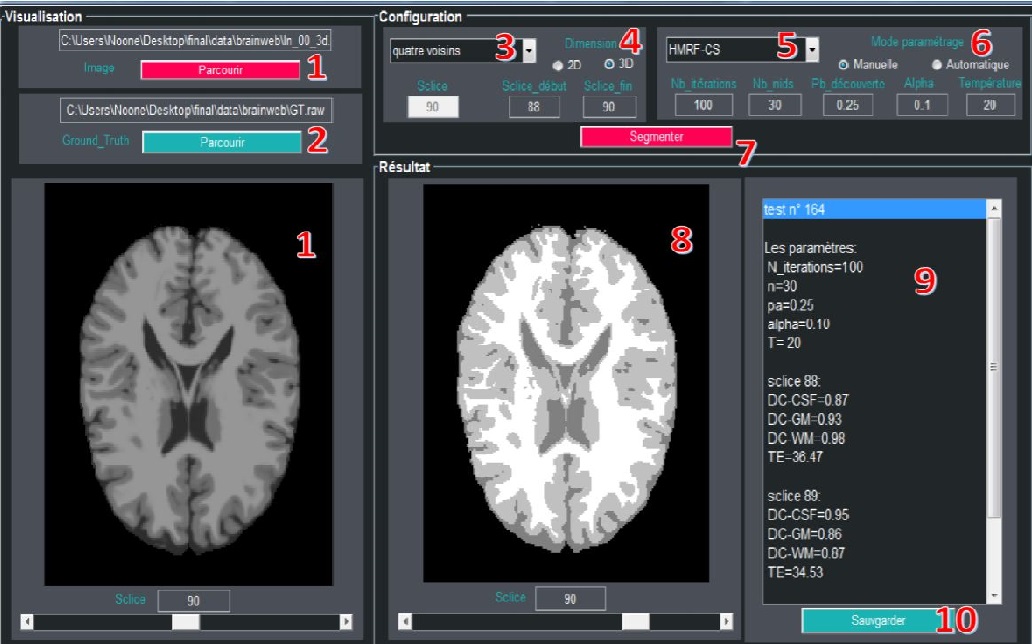 Visualisation
C:\Users\Noone\Desktop\final\data\brainweb\In_00_3d.
Image Parcourir 1
C:\Users\Noone\Desktop\final\data\brainweb\GT.raw
Ground_Truth Parcourir 2
1
Sclice 90
Configuration
quatre voisins 3
Dimension 4
2D 3D
Sclice Sclice_début Sclice_fin
90 88 90
HMRF-CS 5
Mode paramétrage 6
Manuelle Automatique
Nb_itérations Nb_nids Pb_découverte Alpha Température
100 30 0.25 0.1 20
Segmenter 7
Résultat
8
Sclice 90
test n° 164
Les paramètres:
N_iterations=100
n=30
pa=0.25
alpha=0.10
T= 20
sclice 88:
DC-CSF=0.87
DC-GM=0.93
DC-WM=0.98
TE=36.47
sclice 89:
DC-CSF=0.95
DC-GM=0.86
DC-WM=0.87
TE=34.53
9
Sauvgarder 10